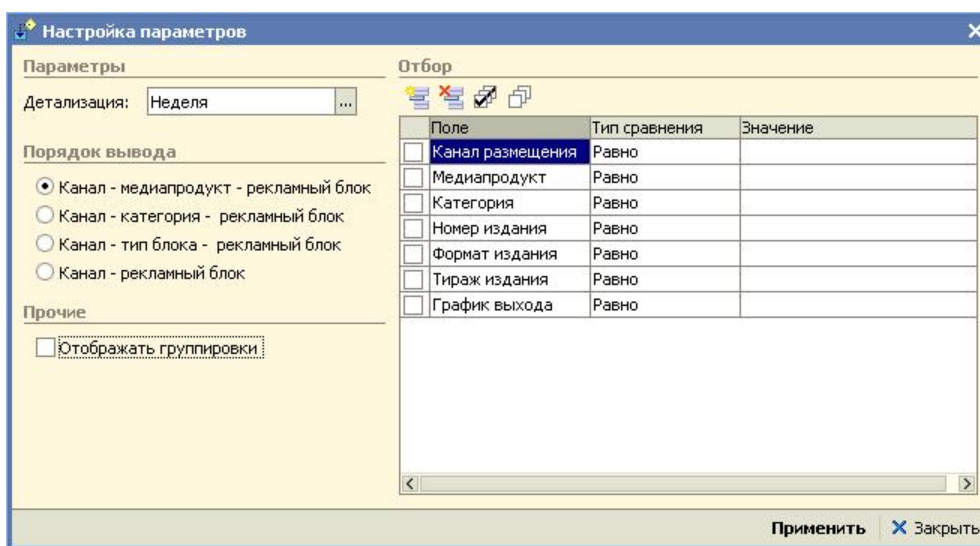 Настройка параметров
Параметры
Детализация: Неделя ...
Порядок вывода
Канал - медиапродукт - рекламный блок
Канал - категория - рекламный блок
Канал - тип блока - рекламный блок
Канал - рекламный блок
Прочие
Отображать группировки
Отбор
Поле Тип сравнения Значение
Канал размещения Равно
Медиапродукт Равно
Категория Равно
Номер издания Равно
Формат издания Равно
Тираж издания Равно
График выхода Равно
Применить Закрыть